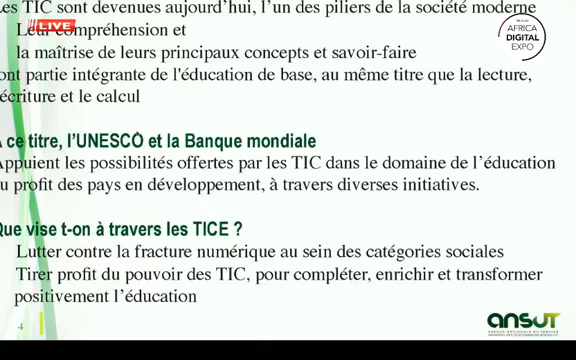 Les TIC sont devenues aujourd'hui, l'un des piliers de la société moderne
LIVE
Leur compréhension et
la maîtrise de leurs principaux concepts et savoir-faire
ont partie intégrante de l'éducation de base, au même titre que la lecture,
écriture et le calcul
AFRICA
DIGITAL
EXPO
A ce titre, l'UNESCO et la Banque mondiale
Appuient les possibilités offertes par les TIC dans le domaine de l'éducation
au profit des pays en développement, à travers diverses initiatives.
Que vise t-on à travers les TICE ?
Lutter contre la fracture numérique au sein des catégories sociales
Tirer profit du pouvoir des TIC, pour compléter, enrichir et transformer
positivement l'éducation
4
ansut